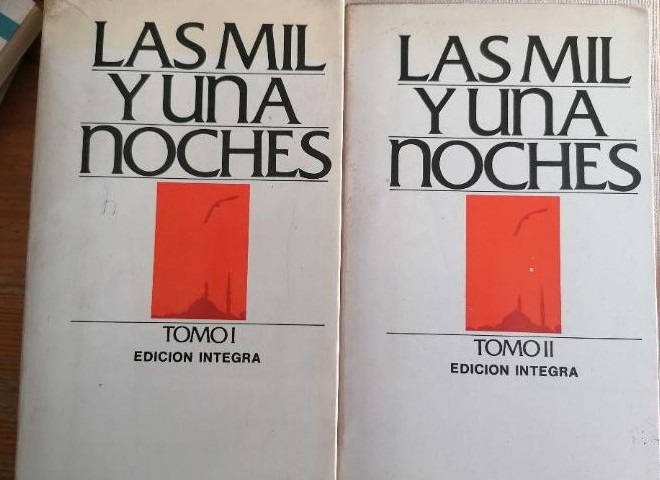 LAS MIL
Y UNA
NOCHES
TOMO I
EDICION INTEGRA
LAS MIL
Y UNA
NOCHES
TOMO II
EDICION INTEGRA